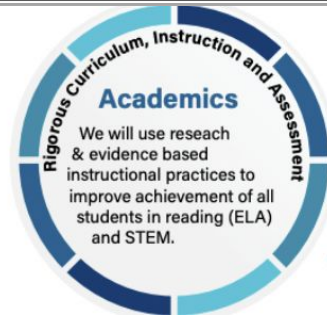 Rigorous Curriculum, Instruction and Assessment
Academics
We will use reseach
& evidence based
instructional practices to
improve achievement of all
students in reading (ELA)
and STEM.